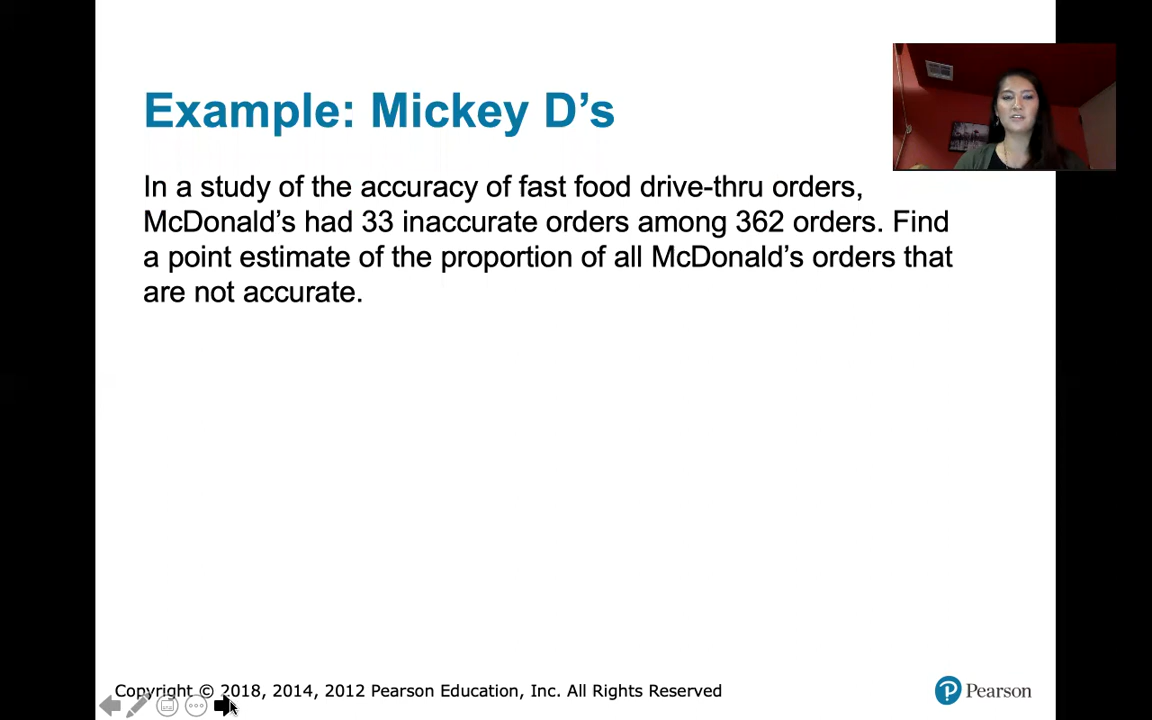 Example: Mickey D’s
In a study of the accuracy of fast food drive-thru orders,
McDonald’s had 33 inaccurate orders among 362 orders. Find
a point estimate of the proportion of all McDonald’s orders that
are not accurate.
Copyright © 2018, 2014, 2012 Pearson Education, Inc. All Rights Reserved
Pearson